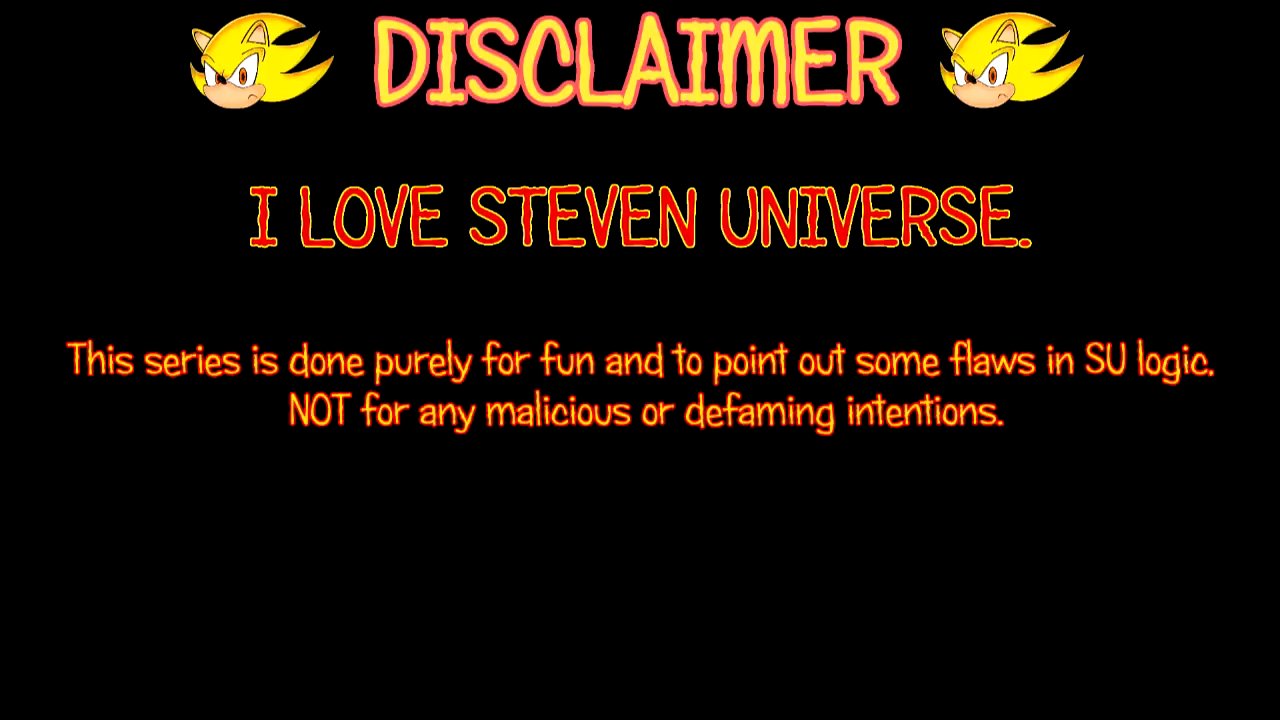 DISCLAIMER
I LOVE STEVEN UNIVERSE.
This series is done purely for fun and to point out some flaws in SU logic.
NOT for any malicious or defaming intentions.